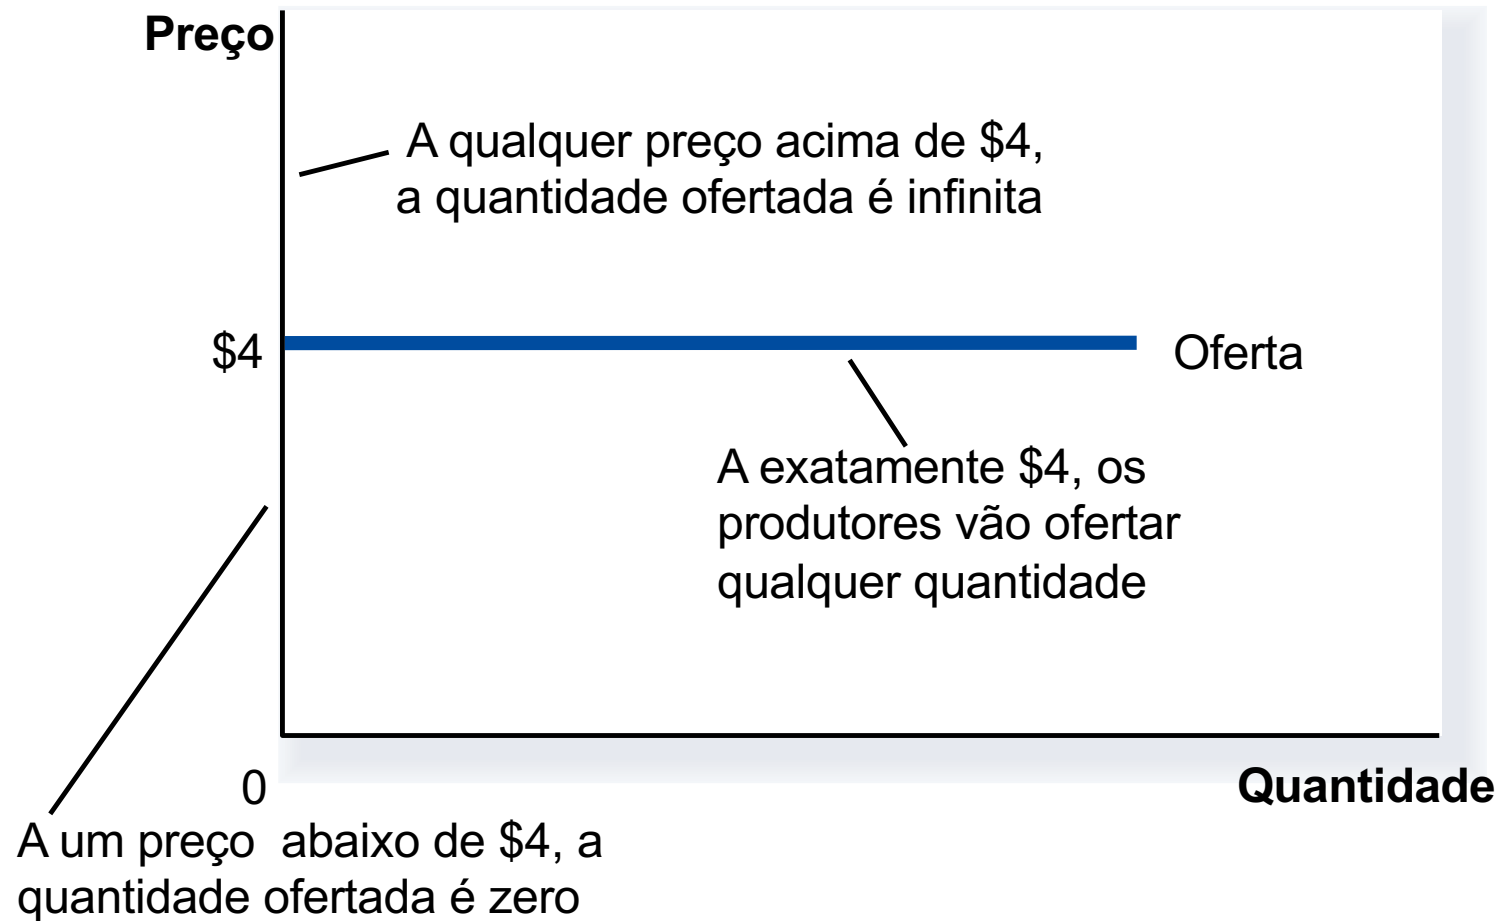 Preço
A qualquer preço acima de $4,
a quantidade ofertada é infinita
$4
Oferta
A exatamente $4, os
produtores vão ofertar
qualquer quantidade
0
Quantidade
A um preço abaixo de $4, a
quantidade ofertada é zero